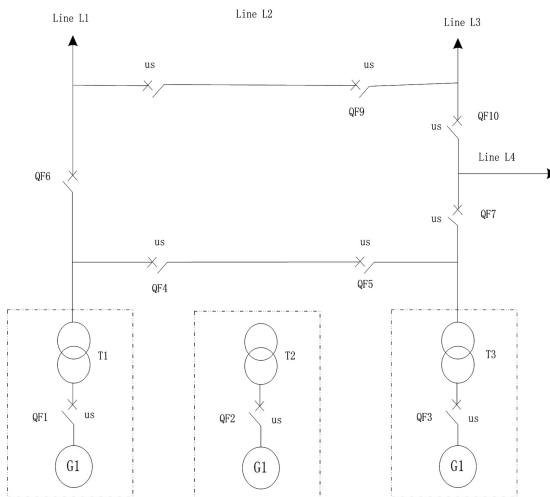 Line L1
Line L2
Line L3
us
us
QF9
QF10
us
Line L4
QF6
QF7
us
us
us
QF4
QF5
T1
T2
T3
QF1
us
QF2
us
QF3
us
G1
G1
G1